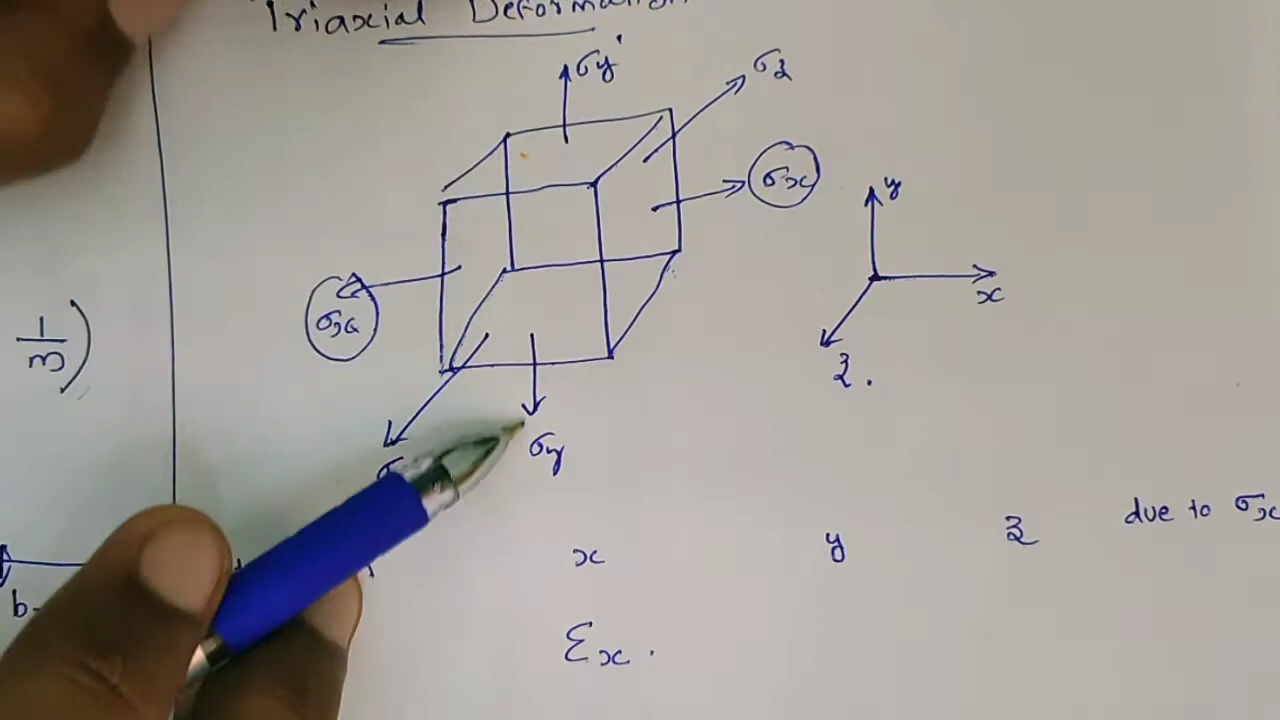 Triaxial Deformation
σy
σz
σx
y
x
z.
σx
1/m)
σ
σy
x y z due to σx
b-
εx.